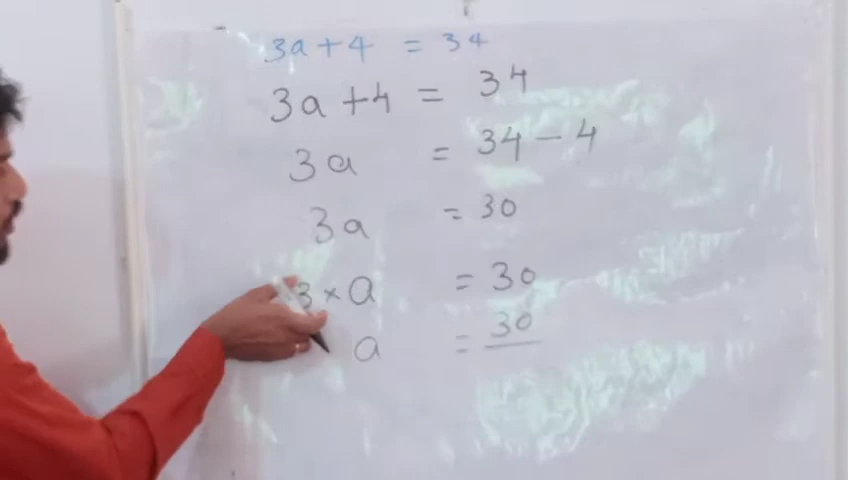 3a + 4 = 34
3a + 4 = 34
3a = 34 - 4
3a = 30
3 × a = 30
a = 30/